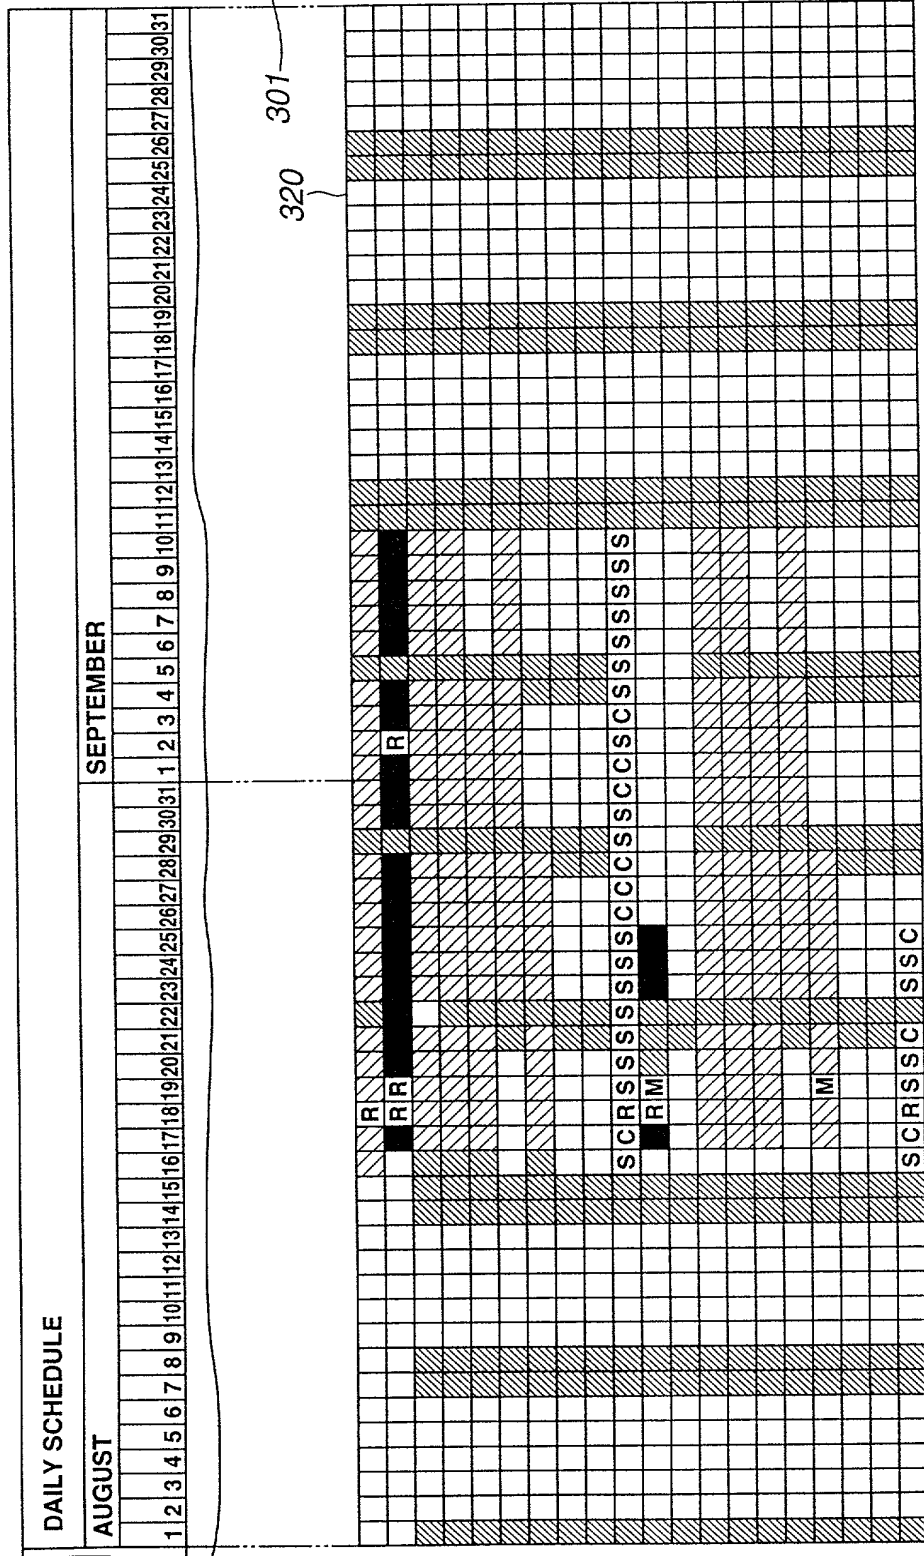 DAILY SCHEDULE
AUGUST SEPTEMBER
1 2 3 4 5 6 7 8 9 10 11 12 13 14 15 16 17 18 19 20 21 22 23 24 25 26 27 28 29 30 31 1 2 3 4 5 6 7 8 9 10 11 12 13 14 15 16 17 18 19 20 21 22 23 24 25 26 27 28 29 30 31
301
320
R
R R R
S C R S S S S S S S C C C S S C C S C S S S S S S S
R M
M
S C R S S C S S C